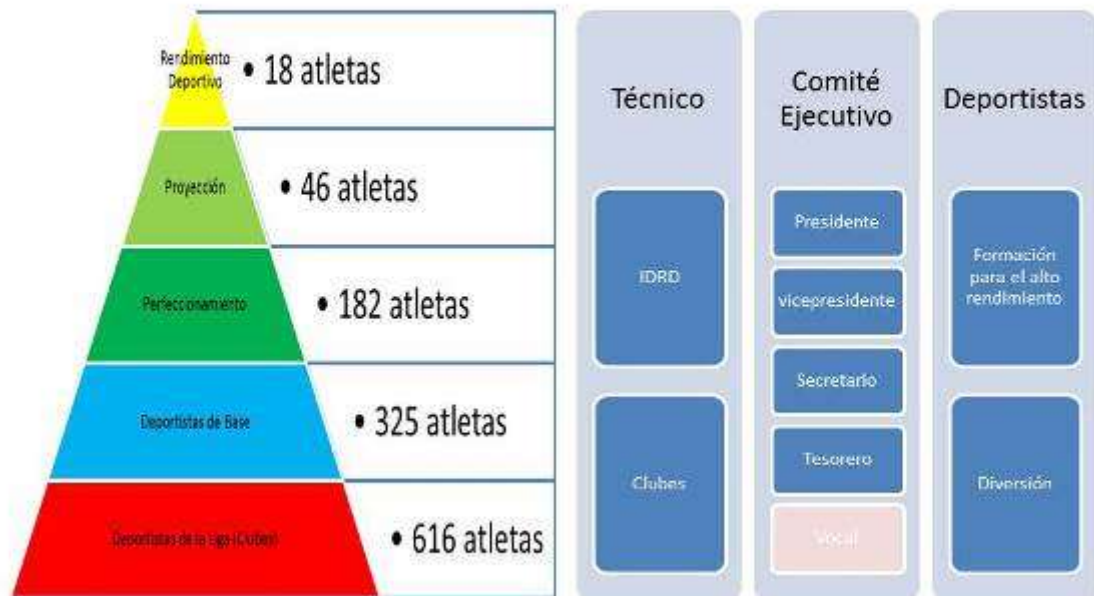 Rendimiento
Deportivo
• 18 atletas
Proyección
• 46 atletas
Perfeccionamiento
• 182 atletas
Deportistas de Base
• 325 atletas
Deportistas de la Liga (Clubes)
• 616 atletas
Técnico
IDRD
Clubes
Comité
Ejecutivo
Presidente
vicepresidente
Secretario
Tesorero
Vocal
Deportistas
Formación
para el alto
rendimiento
Diversión